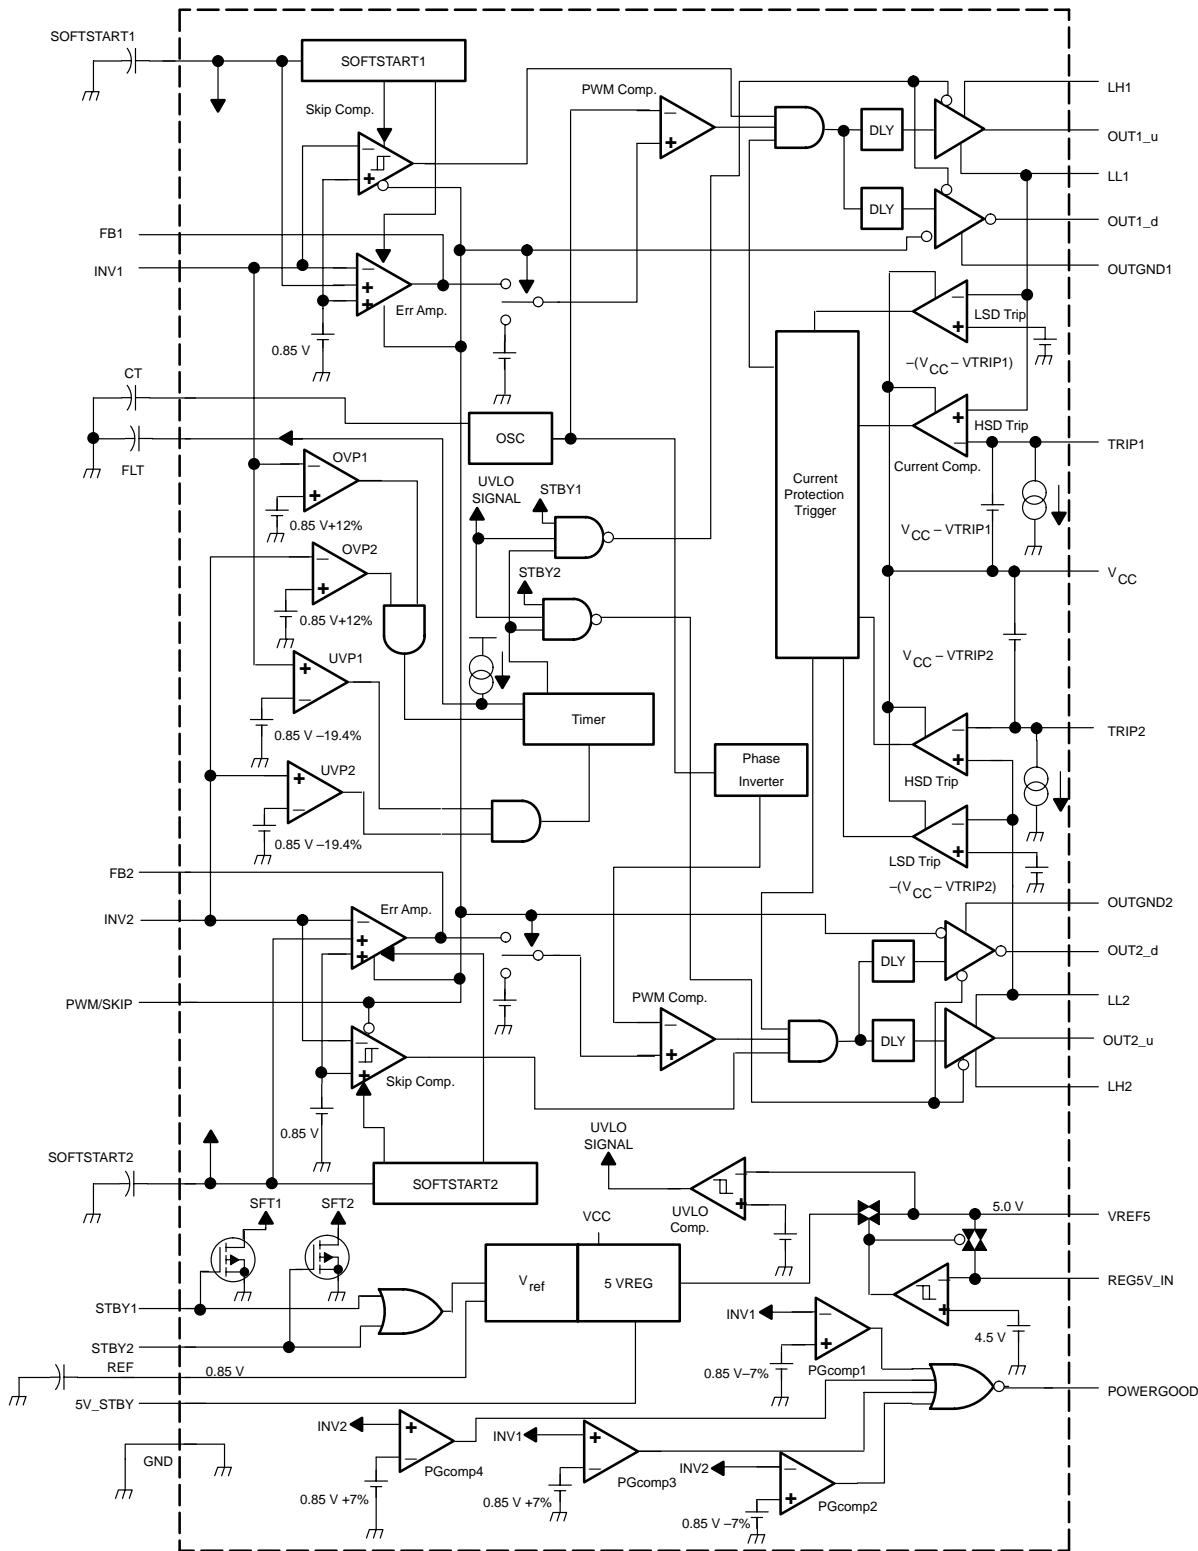 SOFTSTART1
SOFTSTART1
Skip Comp.
PWM Comp.
LH1
DLY
OUT1_u
LL1
DLY
OUT1_d
FB1
INV1
OUTGND1
Err Amp.
LSD Trip
0.85 V
–(VCC – VTRIP1)
CT
FLT
OSC
HSD Trip
Current Comp.
TRIP1
OVP1
UVLO
SIGNAL
STBY1
Current
Protection
Trigger
0.85 V+12%
VCC – VTRIP1
OVP2
STBY2
VCC
0.85 V+12%
UVP1
VCC – VTRIP2
0.85 V –19.4%
Timer
TRIP2
UVP2
Phase
Inverter
HSD Trip
0.85 V –19.4%
LSD Trip
–(VCC – VTRIP2)
FB2
INV2
Err Amp.
OUTGND2
OUT2_d
DLY
PWM/SKIP
PWM Comp.
LL2
DLY
OUT2_u
Skip Comp.
LH2
0.85 V
UVLO
SIGNAL
SOFTSTART2
SOFTSTART2
SFT1
SFT2
UVLO
Comp.
5.0 V
VREF5
VCC
Vref
5 VREG
REG5V_IN
STBY1
INV1
4.5 V
STBY2
REF
0.85 V
0.85 V–7%
PGcomp1
POWERGOOD
5V_STBY
INV2
INV1
GND
PGcomp4
PGcomp3
INV2
0.85 V +7%
0.85 V +7%
PGcomp2
0.85 V –7%